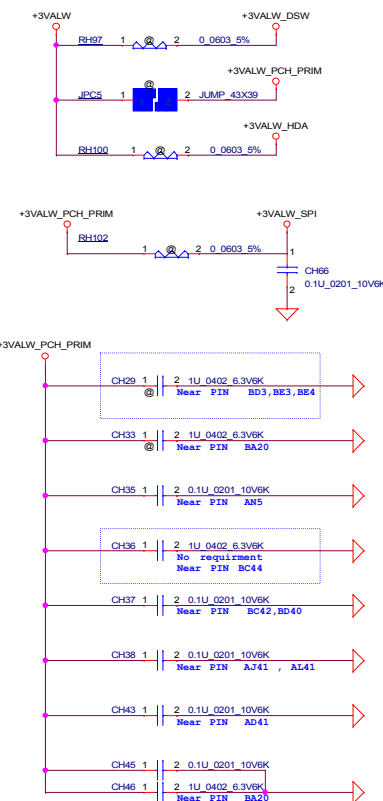 +3VALW +3VALW_DSW
RH97 1 @ 2 0_0603_5%
+3VALW_PCH_PRIM
@
JPC5 1 1 2 2 JUMP_43X39
+3VALW_HDA
RH100 1 @ 2 0_0603_5%
+3VALW_PCH_PRIM +3VALW_SPI
RH102
1 @ 2 0_0603_5% 1
CH66
2 0.1U_0201_10V6K
+3VALW_PCH_PRIM
CH29 1 2 1U_0402_6.3V6K
@ Near PIN BD3,BE3,BE4
CH33 1 2 1U_0402_6.3V6K
@ Near PIN BA20
CH35 1 2 0.1U_0201_10V6K
Near PIN AN5
CH36 1 2 1U_0402_6.3V6K
No requirment
Near PIN BC44
CH37 1 2 0.1U_0201_10V6K
Near PIN BC42,BD40
CH38 1 2 0.1U_0201_10V6K
Near PIN AJ41 , AL41
CH43 1 2 0.1U_0201_10V6K
Near PIN AD41
CH45 1 2 0.1U_0201_10V6K
CH46 1 2 1U_0402_6.3V6K
Near PIN BA20